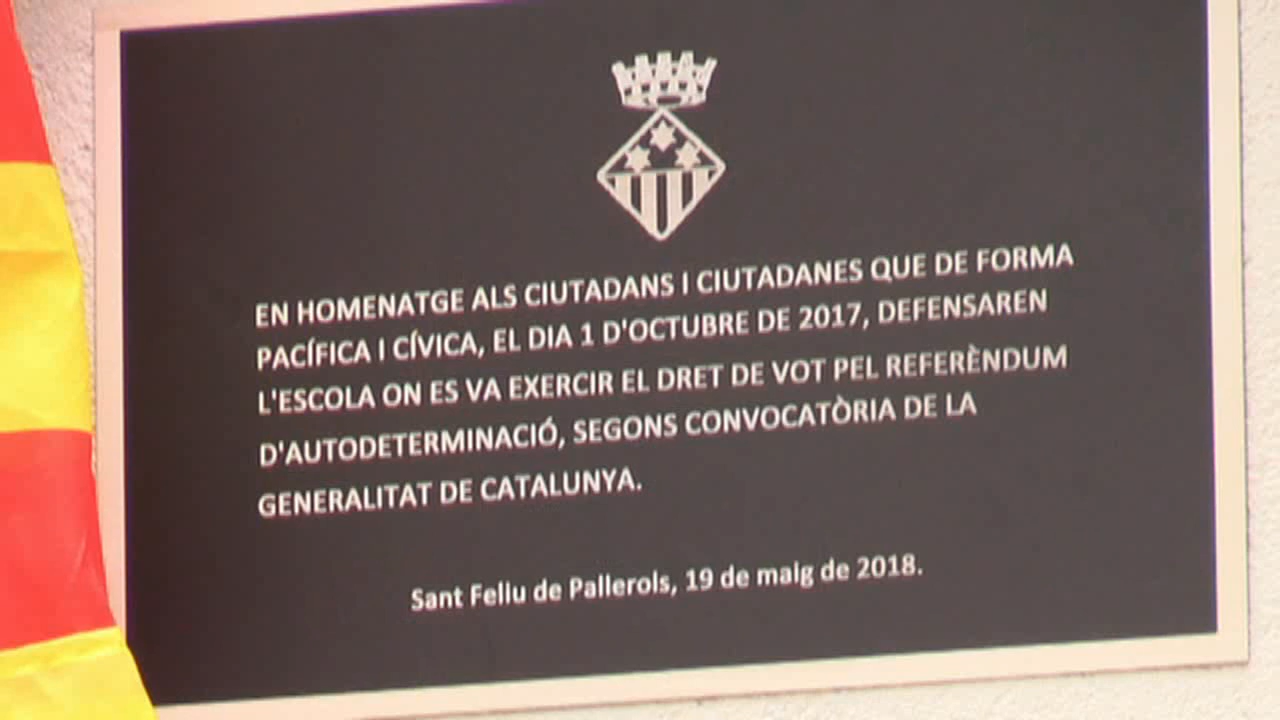 EN HOMENATGE ALS CIUTADANS I CIUTADANES QUE DE FORMA
PACÍFICA I CÍVICA, EL DIA 1 D'OCTUBRE DE 2017, DEFENSAREN
L'ESCOLA ON ES VA EXERCIR EL DRET DE VOT PEL REFERÈNDUM
D'AUTODETERMINACIÓ, SEGONS CONVOCATÒRIA DE LA
GENERALITAT DE CATALUNYA.
Sant Feliu de Pallerols, 19 de maig de 2018.